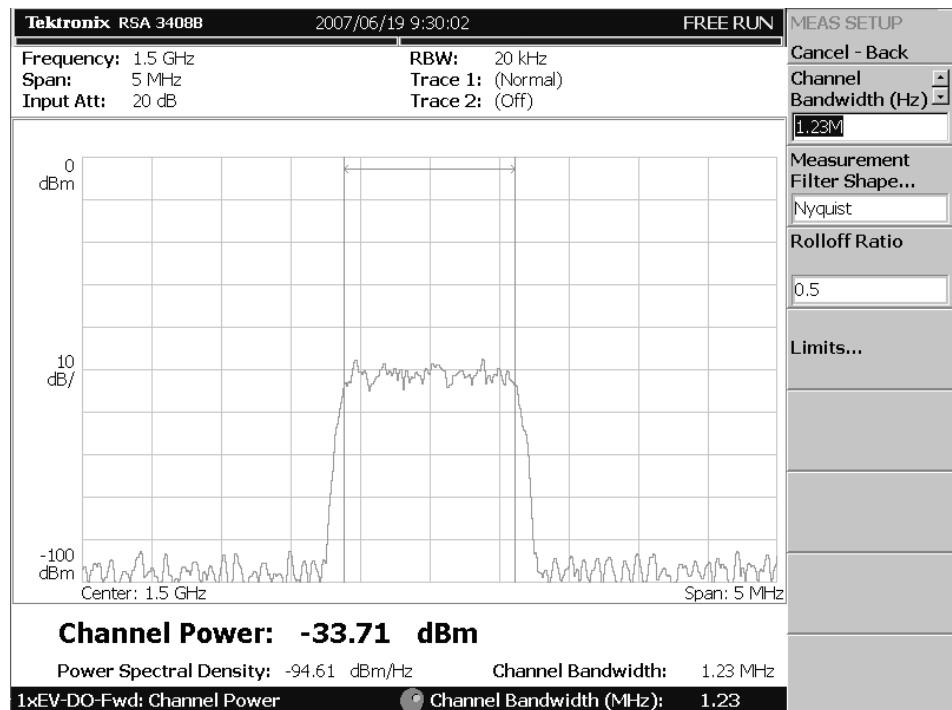 Tektronix RSA 3408B 2007/06/19 9:30:02 FREE RUN
Frequency: 1.5 GHz RBW: 20 kHz
Span: 5 MHz Trace 1: (Normal)
Input Att: 20 dB Trace 2: (Off)
0
dBm
10
dB/
-100
dBm
Center: 1.5 GHz Span: 5 MHz
Channel Power: -33.71 dBm
Power Spectral Density: -94.61 dBm/Hz Channel Bandwidth: 1.23 MHz
1xEV-DO-Fwd: Channel Power Channel Bandwidth (MHz): 1.23
MEAS SETUP
Cancel - Back
Channel
Bandwidth (Hz)
1.23M
Measurement
Filter Shape...
Nyquist
Rolloff Ratio
0.5
Limits...